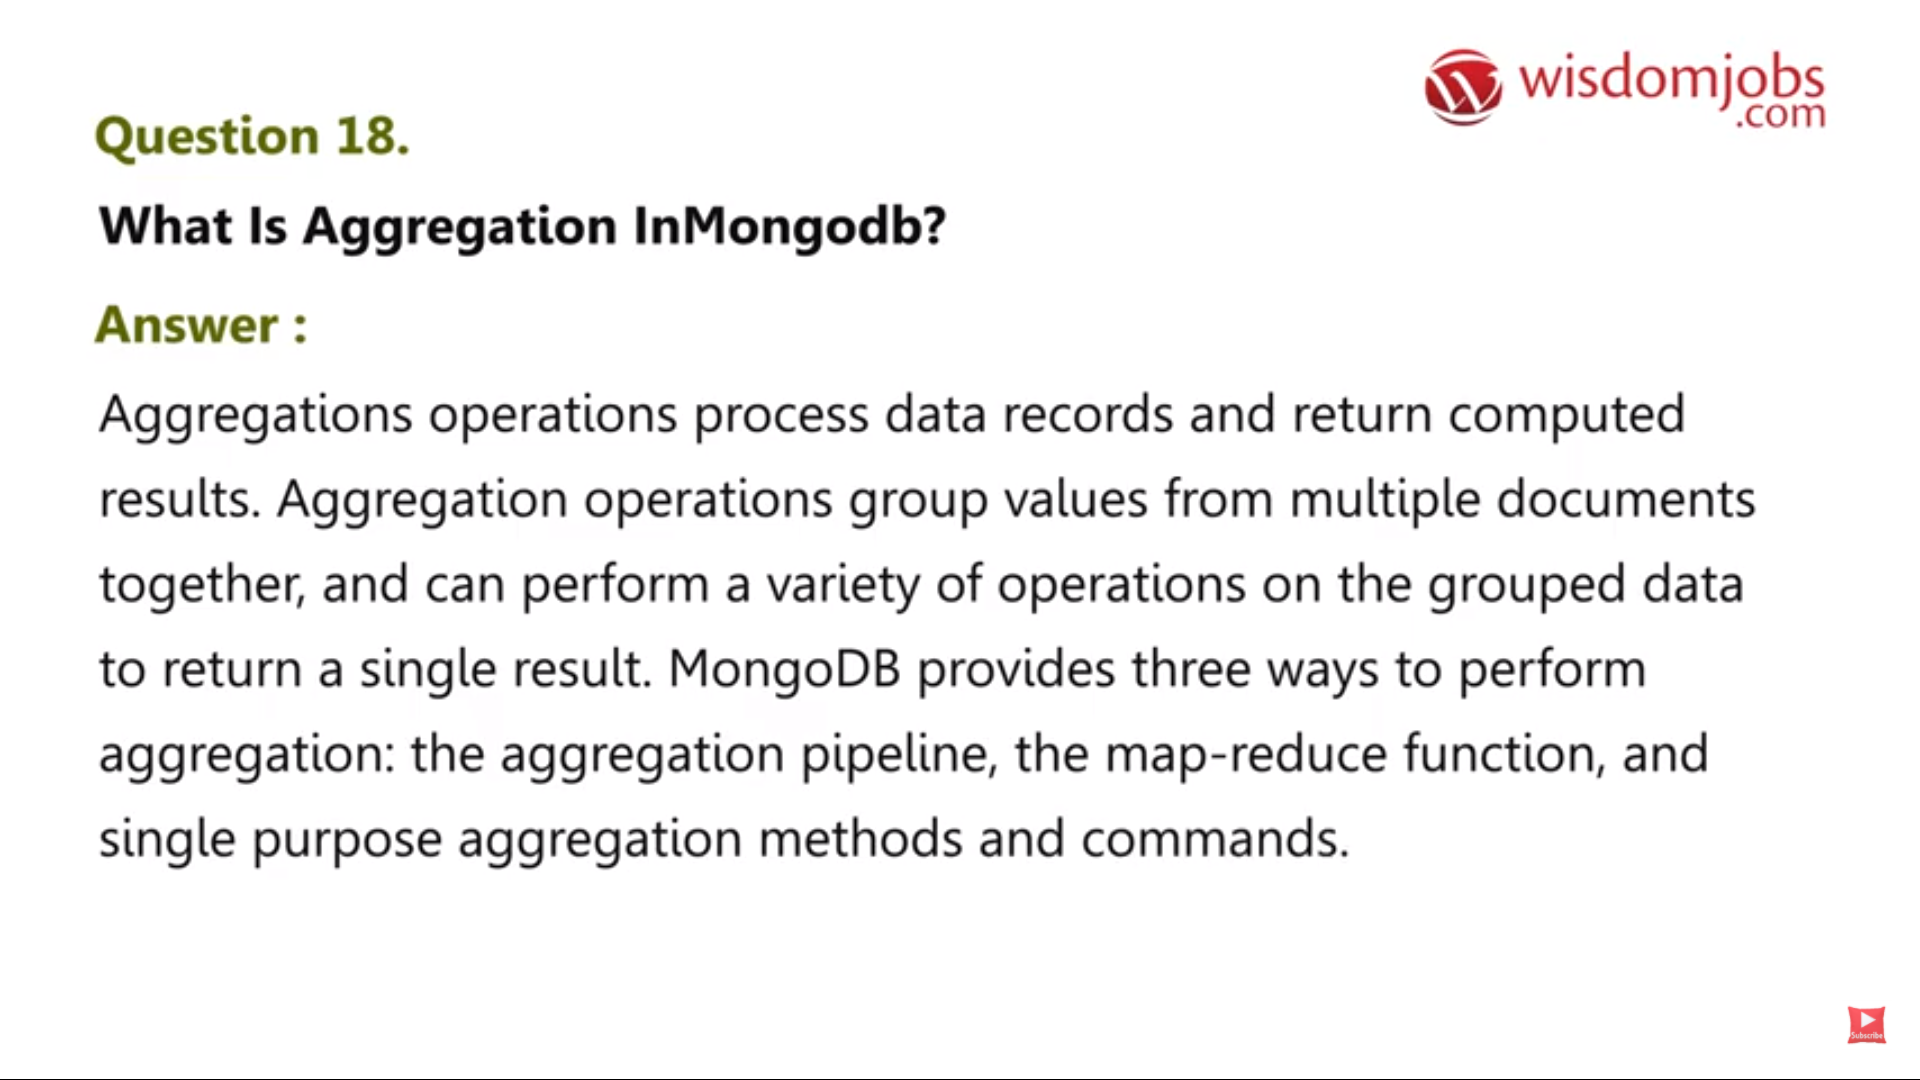 wisdomjobs
.com
Question 18.
What Is Aggregation InMongodb?
Answer :
Aggregations operations process data records and return computed
results. Aggregation operations group values from multiple documents
together, and can perform a variety of operations on the grouped data
to return a single result. MongoDB provides three ways to perform
aggregation: the aggregation pipeline, the map-reduce function, and
single purpose aggregation methods and commands.
Subscribe